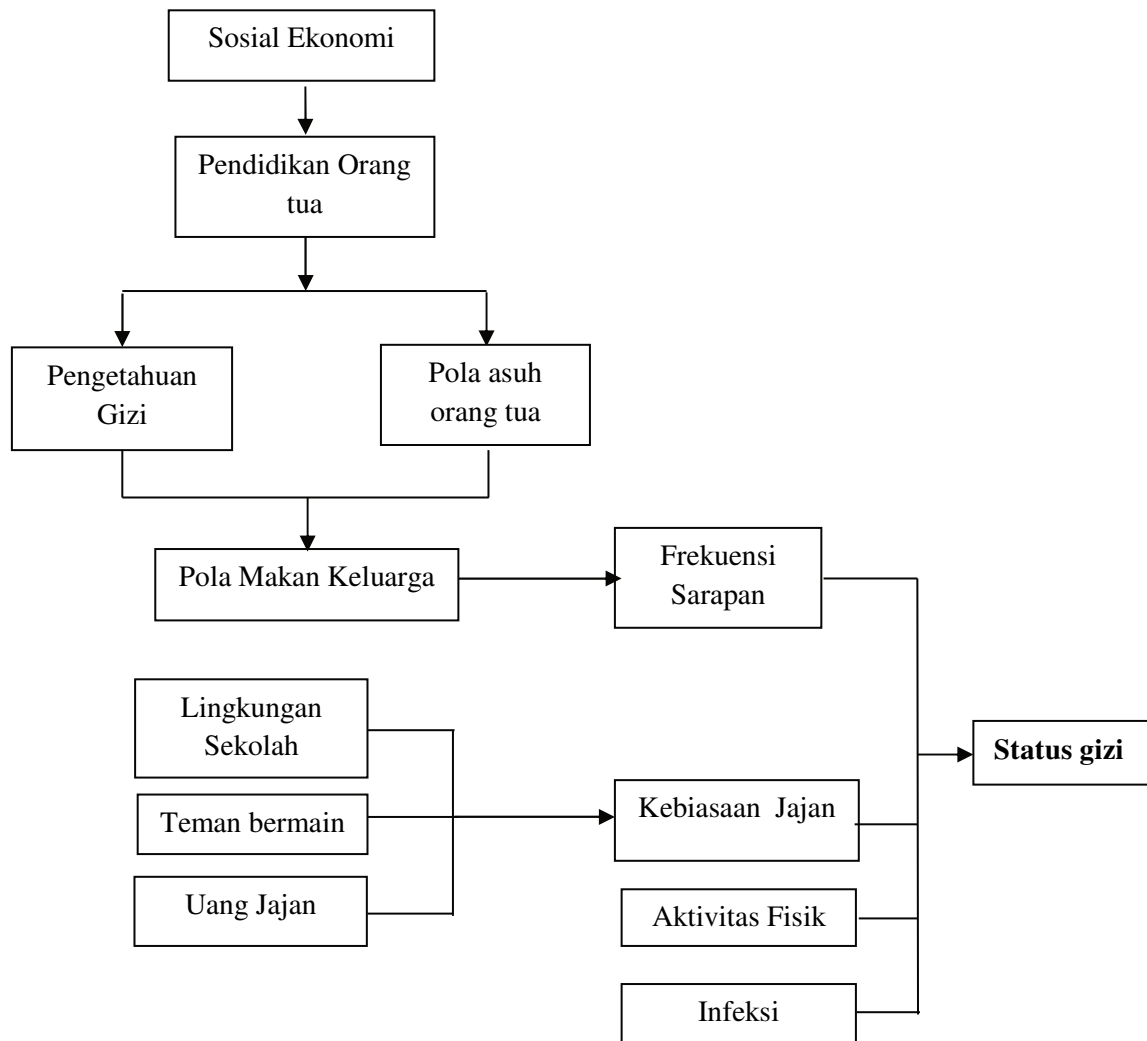 Sosial Ekonomi
Pendidikan Orang
tua
Pengetahuan
Gizi
Pola asuh
orang tua
Pola Makan Keluarga
Frekuensi
Sarapan
Lingkungan
Sekolah
Teman bermain
Uang Jajan
Kebiasaan  Jajan
Aktivitas Fisik
Infeksi
Status gizi